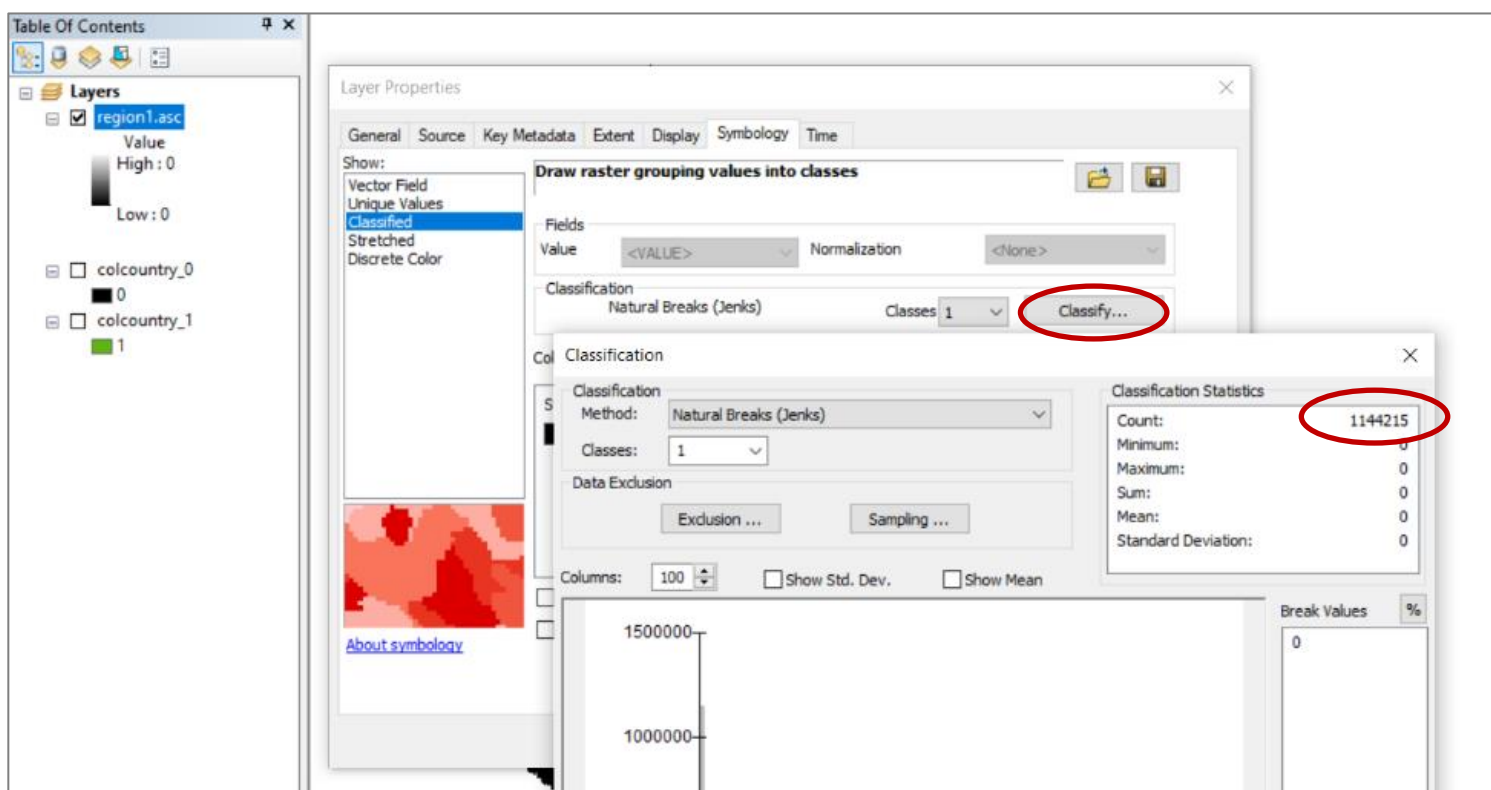 Table Of Contents
Layers
region1.asc
Value
High : 0
Low : 0
colcountry_0
0
colcountry_1
1
Layer Properties
General Source Key Metadata Extent Display Symbology Time
Show:
Vector Field
Unique Values
Classified
Stretched
Discrete Color
Draw raster grouping values into classes
Fields
Value <VALUE> Normalization <None>
Classification
Natural Breaks (Jenks) Classes 1 Classify...
Col
S
About symbology
Classification
Classification
Method: Natural Breaks (Jenks)
Classes: 1
Data Exclusion
Exclusion ... Sampling ...
Classification Statistics
Count: 1144215
Minimum: 0
Maximum: 0
Sum: 0
Mean: 0
Standard Deviation: 0
Columns: 100 Show Std. Dev. Show Mean
Break Values %
0
1500000
1000000